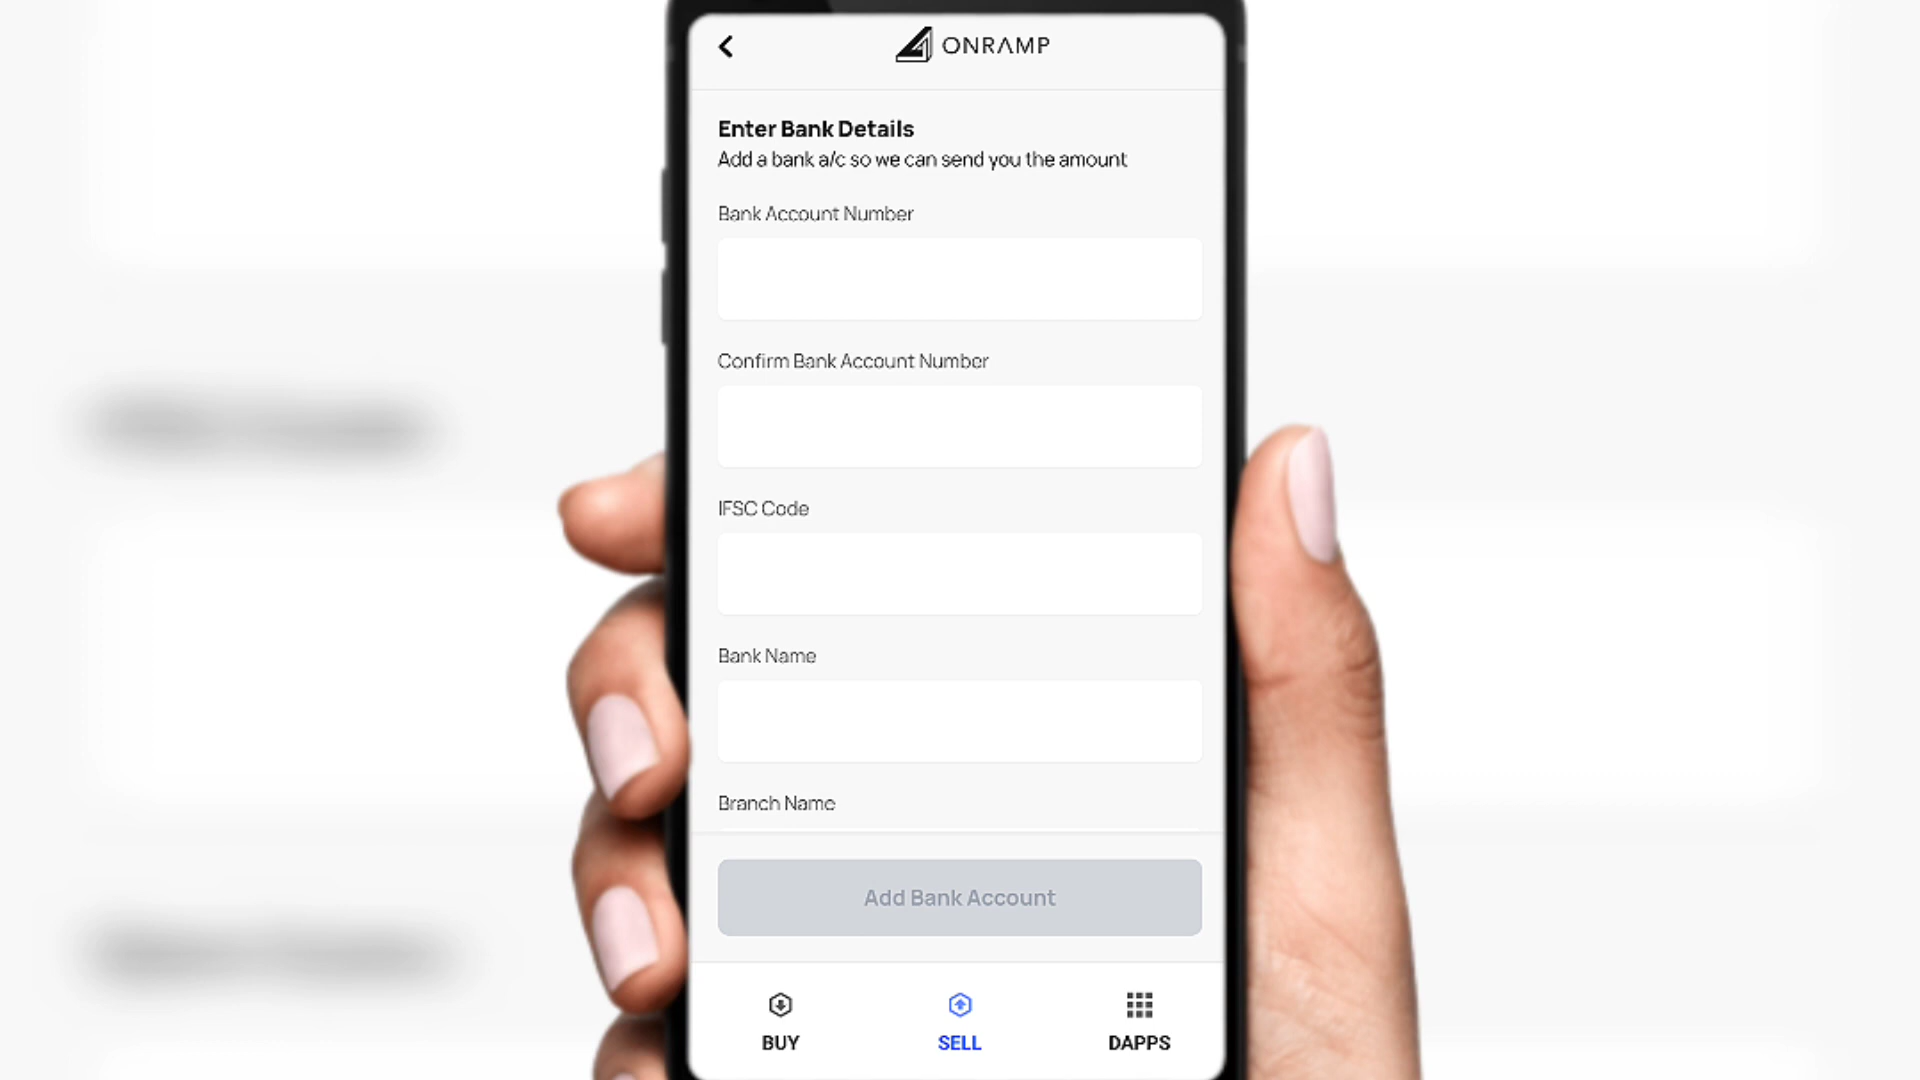 ONRAMP
Enter Bank Details
Add a bank a/c so we can send you the amount
Bank Account Number
Confirm Bank Account Number
IFSC Code
Bank Name
Branch Name
Add Bank Account
BUY
SELL
DAPPS